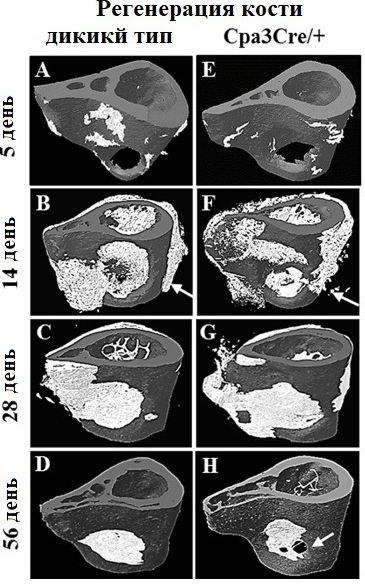 Регенерация кости
дикикй тип Cpa3Cre/+
5 день
A E
14 день
B F
28 день
C G
56 день
D H